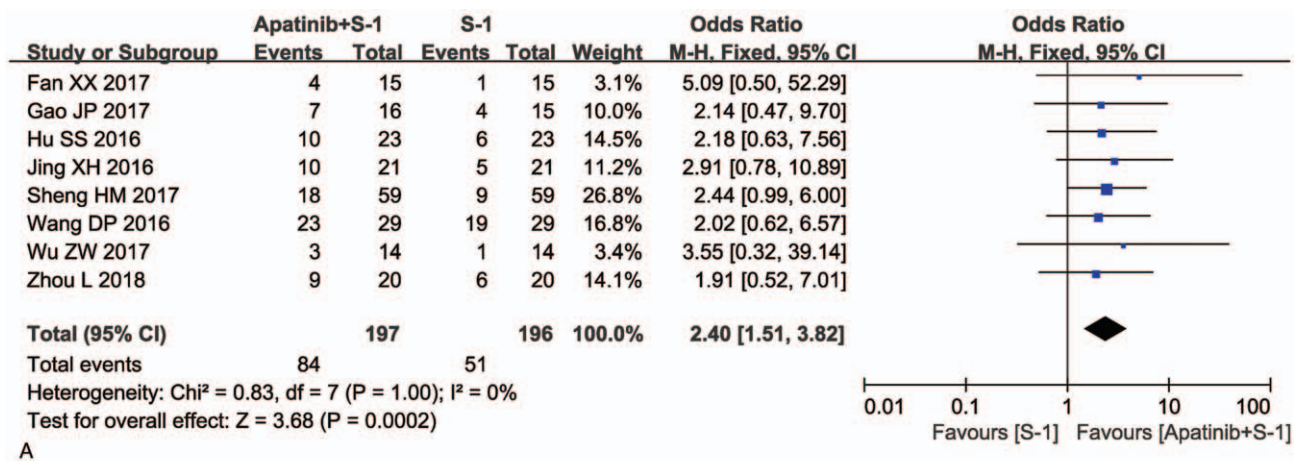 Apatinib+S-1 S-1 Odds Ratio Odds Ratio
Study or Subgroup Events Total Events Total Weight M-H, Fixed, 95% CI M-H, Fixed, 95% CI
Fan XX 2017 4 15 1 15 3.1% 5.09 [0.50, 52.29]
Gao JP 2017 7 16 4 15 10.0% 2.14 [0.47, 9.70]
Hu SS 2016 10 23 6 23 14.5% 2.18 [0.63, 7.56]
Jing XH 2016 10 21 5 21 11.2% 2.91 [0.78, 10.89]
Sheng HM 2017 18 59 9 59 26.8% 2.44 [0.99, 6.00]
Wang DP 2016 23 29 19 29 16.8% 2.02 [0.62, 6.57]
Wu ZW 2017 3 14 1 14 3.4% 3.55 [0.32, 39.14]
Zhou L 2018 9 20 6 20 14.1% 1.91 [0.52, 7.01]
Total (95% CI) 197 196 100.0% 2.40 [1.51, 3.82]
Total events 84 51
Heterogeneity: Chi² = 0.83, df = 7 (P = 1.00); I² = 0%
Test for overall effect: Z = 3.68 (P = 0.0002)
0.01 0.1 1 10 100
Favours [S-1] Favours [Apatinib+S-1]
A